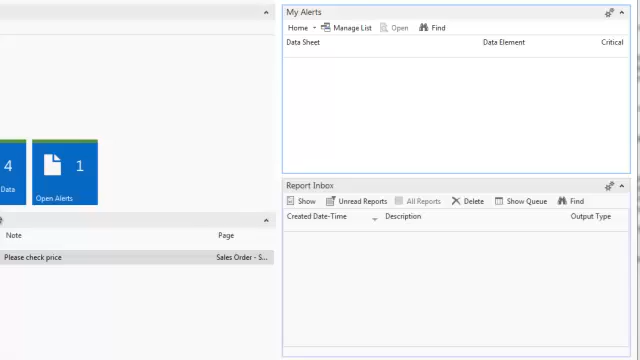 My Alerts
Home Manage List Open Find
Data Sheet Data Element Critical
4 1
Data Open Alerts
Report Inbox
Show Unread Reports All Reports Delete Show Queue Find
Created Date-Time Description Output Type
Note Page
Please check price Sales Order - S...